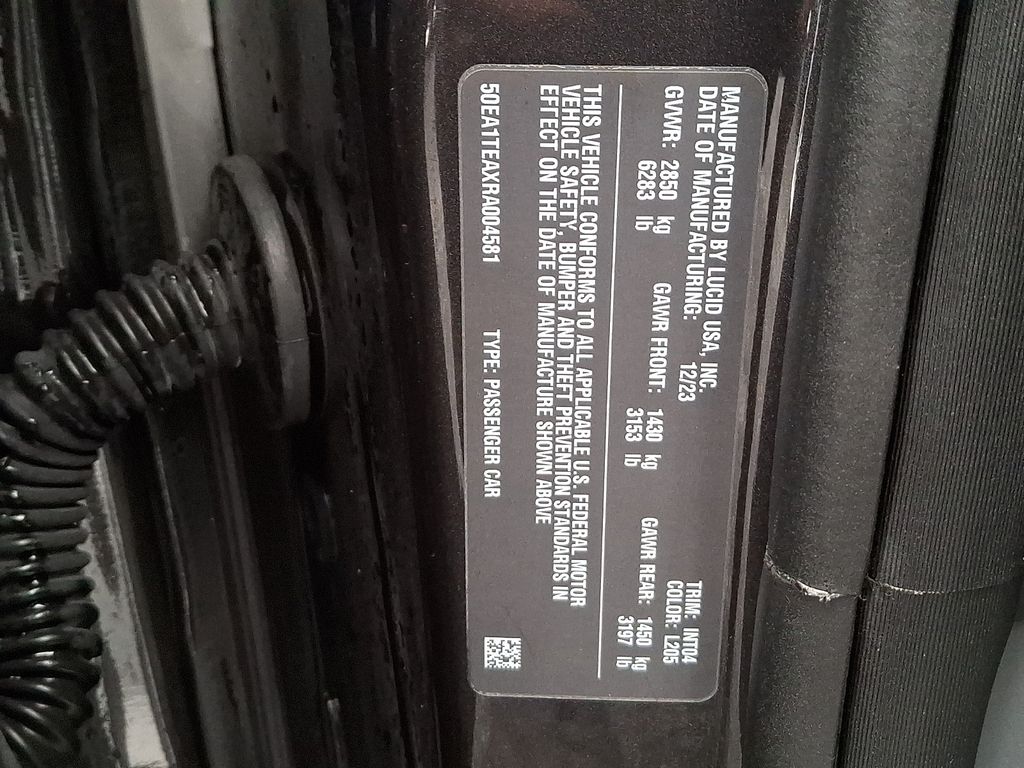 MANUFACTURED BY LUCID USA, INC.
DATE OF MANUFACTURING: 12/23
TRIM: INT04
COLOR: L205
GVWR: 2850 kg
6283 lb
GAWR FRONT: 1430 kg
3153 lb
GAWR REAR: 1450 kg
3197 lb
THIS VEHICLE CONFORMS TO ALL APPLICABLE U.S. FEDERAL MOTOR
VEHICLE SAFETY, BUMPER AND THEFT PREVENTION STANDARDS IN
EFFECT ON THE DATE OF MANUFACTURE SHOWN ABOVE
50EA1TEAXRA004561 TYPE: PASSENGER CAR